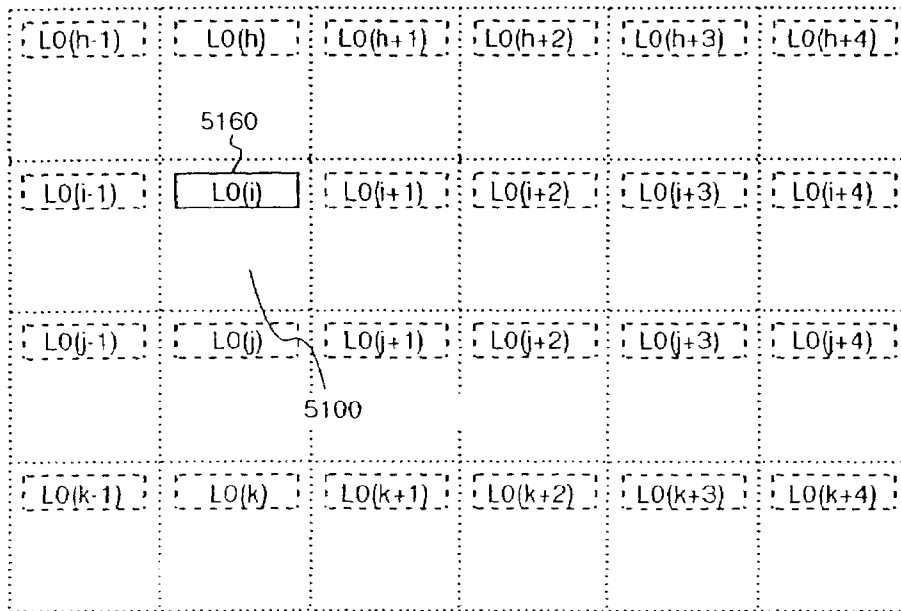 L0(h-1) L0(h) L0(h+1) L0(h+2) L0(h+3) L0(h+4)
5160
L0(i-1) L0(i) L0(i+1) L0(i+2) L0(i+3) L0(i+4)
L0(j-1) L0(j) L0(j+1) L0(j+2) L0(j+3) L0(j+4)
5100
L0(k-1) L0(k) L0(k+1) L0(k+2) L0(k+3) L0(k+4)